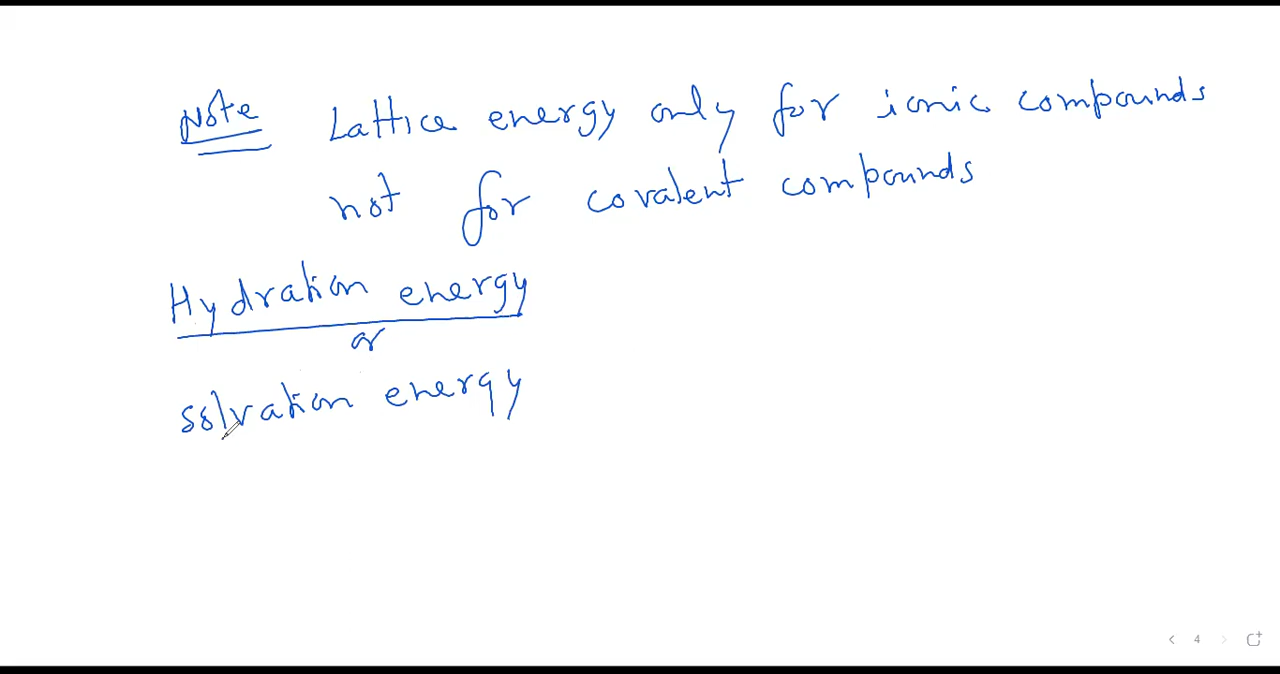 Note Lattice energy only for ionic compounds
not for covalent compounds
Hydration energy
or
solvation energy
4